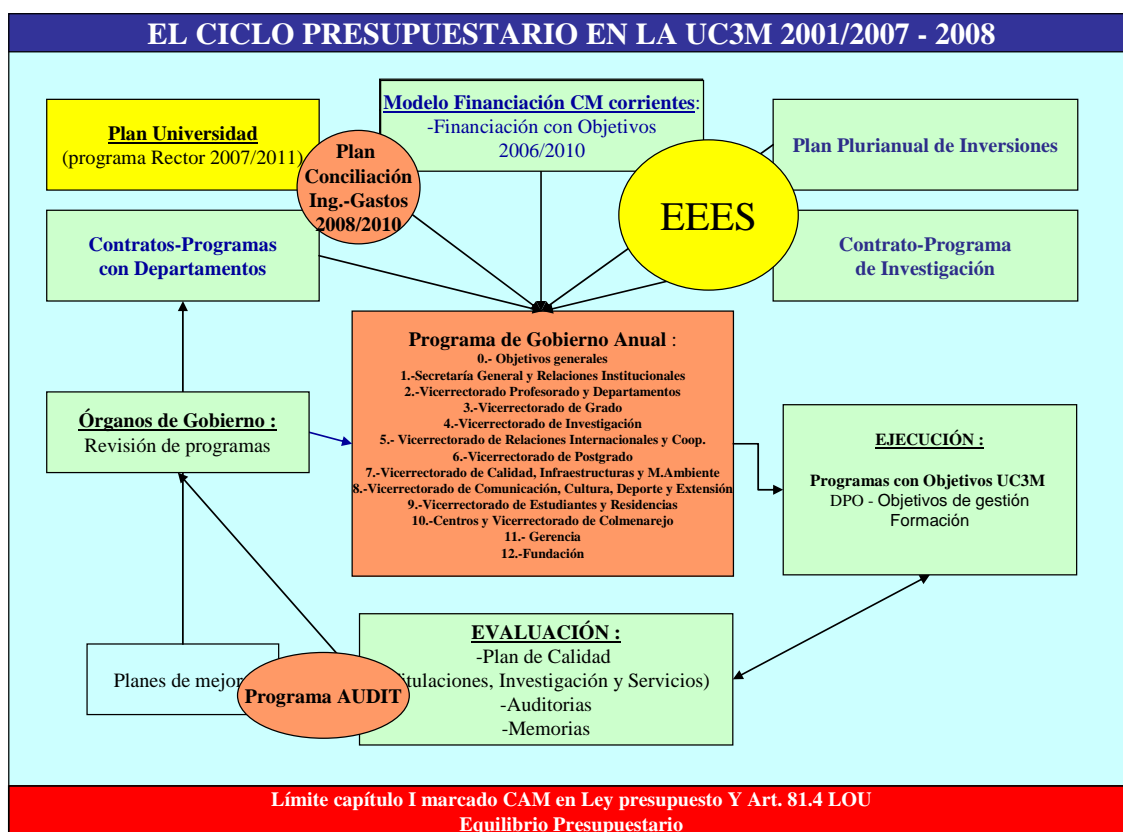 EL CICLO PRESUPUESTARIO EN LA UC3M 2001/2007 - 2008
Plan Universidad
(programa Rector 2007/2011)
Plan
Conciliación
Ing.-Gastos
2008/2010
Modelo Financiación CM corrientes:
-Financiación con Objetivos
2006/2010
EEES
Plan Plurianual de Inversiones
Contratos-Programas
con Departamentos
Contrato-Programa
de Investigación
Programa de Gobierno Anual :
0.- Objetivos generales
1.-Secretaría General y Relaciones Institucionales
2.-Vicerrectorado Profesorado y Departamentos
3.-Vicerrectorado de Grado
4.-Vicerrectorado de Investigación
5.- Vicerrectorado de Relaciones Internacionales y Coop.
6.-Vicerrectorado de Postgrado
7.-Vicerrectorado de Calidad, Infraestructuras y M.Ambiente
8.-Vicerrectorado de Comunicación, Cultura, Deporte y Extensión
9.-Vicerrectorado de Estudiantes y Residencias
10.-Centros y Vicerrectorado de Colmenarejo
11.- Gerencia
12.-Fundación
Órganos de Gobierno :
Revisión de programas
EJECUCIÓN :
Programas con Objetivos UC3M
DPO - Objetivos de gestión
Formación
Planes de mejor
Programa AUDIT
EVALUACIÓN :
-Plan de Calidad
itulaciones, Investigación y Servicios)
-Auditorias
-Memorias
Límite capítulo I marcado CAM en Ley presupuesto Y Art. 81.4 LOU
Equilibrio Presupuestario